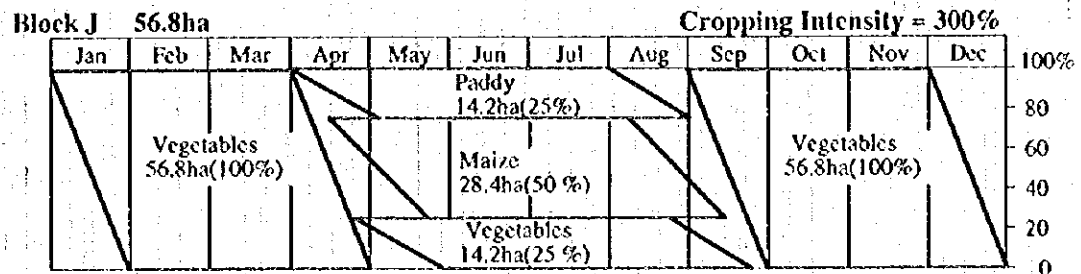 Block J 56.8ha Cropping Intensity = 300%
Jan Feb Mar Apr May Jun Jul Aug Sep Oct Nov Dec 100%
Paddy
14.2ha(25%)
80
Vegetables
56.8ha(100%)
Vegetables
56.8ha(100%)
60
Maize
28.4ha(50 %)
40
20
Vegetables
14.2ha(25 %)
0